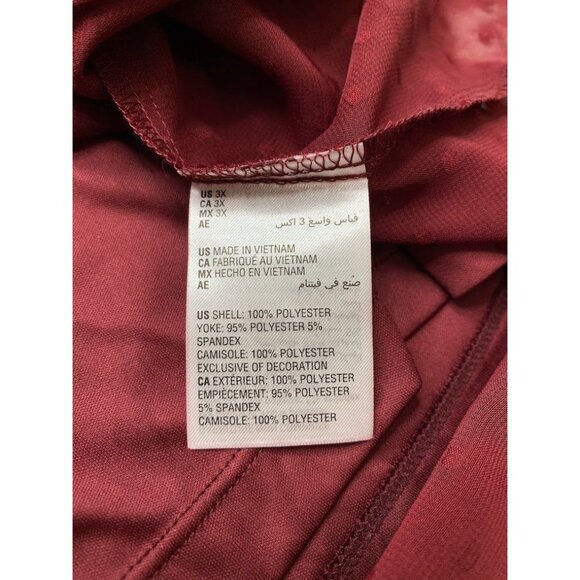 US 3X
CA 3X
MX 3X
AE قياس واسع 3 اكس
US MADE IN VIETNAM
CA FABRIQUÉ AU VIETNAM
MX HECHO EN VIETNAM
AE صنع في فيتنام
US SHELL: 100% POLYESTER
YOKE: 95% POLYESTER 5%
SPANDEX
CAMISOLE: 100% POLYESTER
EXCLUSIVE OF DECORATION
CA EXTÉRIEUR: 100% POLYESTER
EMPIÈCEMENT: 95% POLYESTER
5% SPANDEX
CAMISOLE: 100% POLYESTER